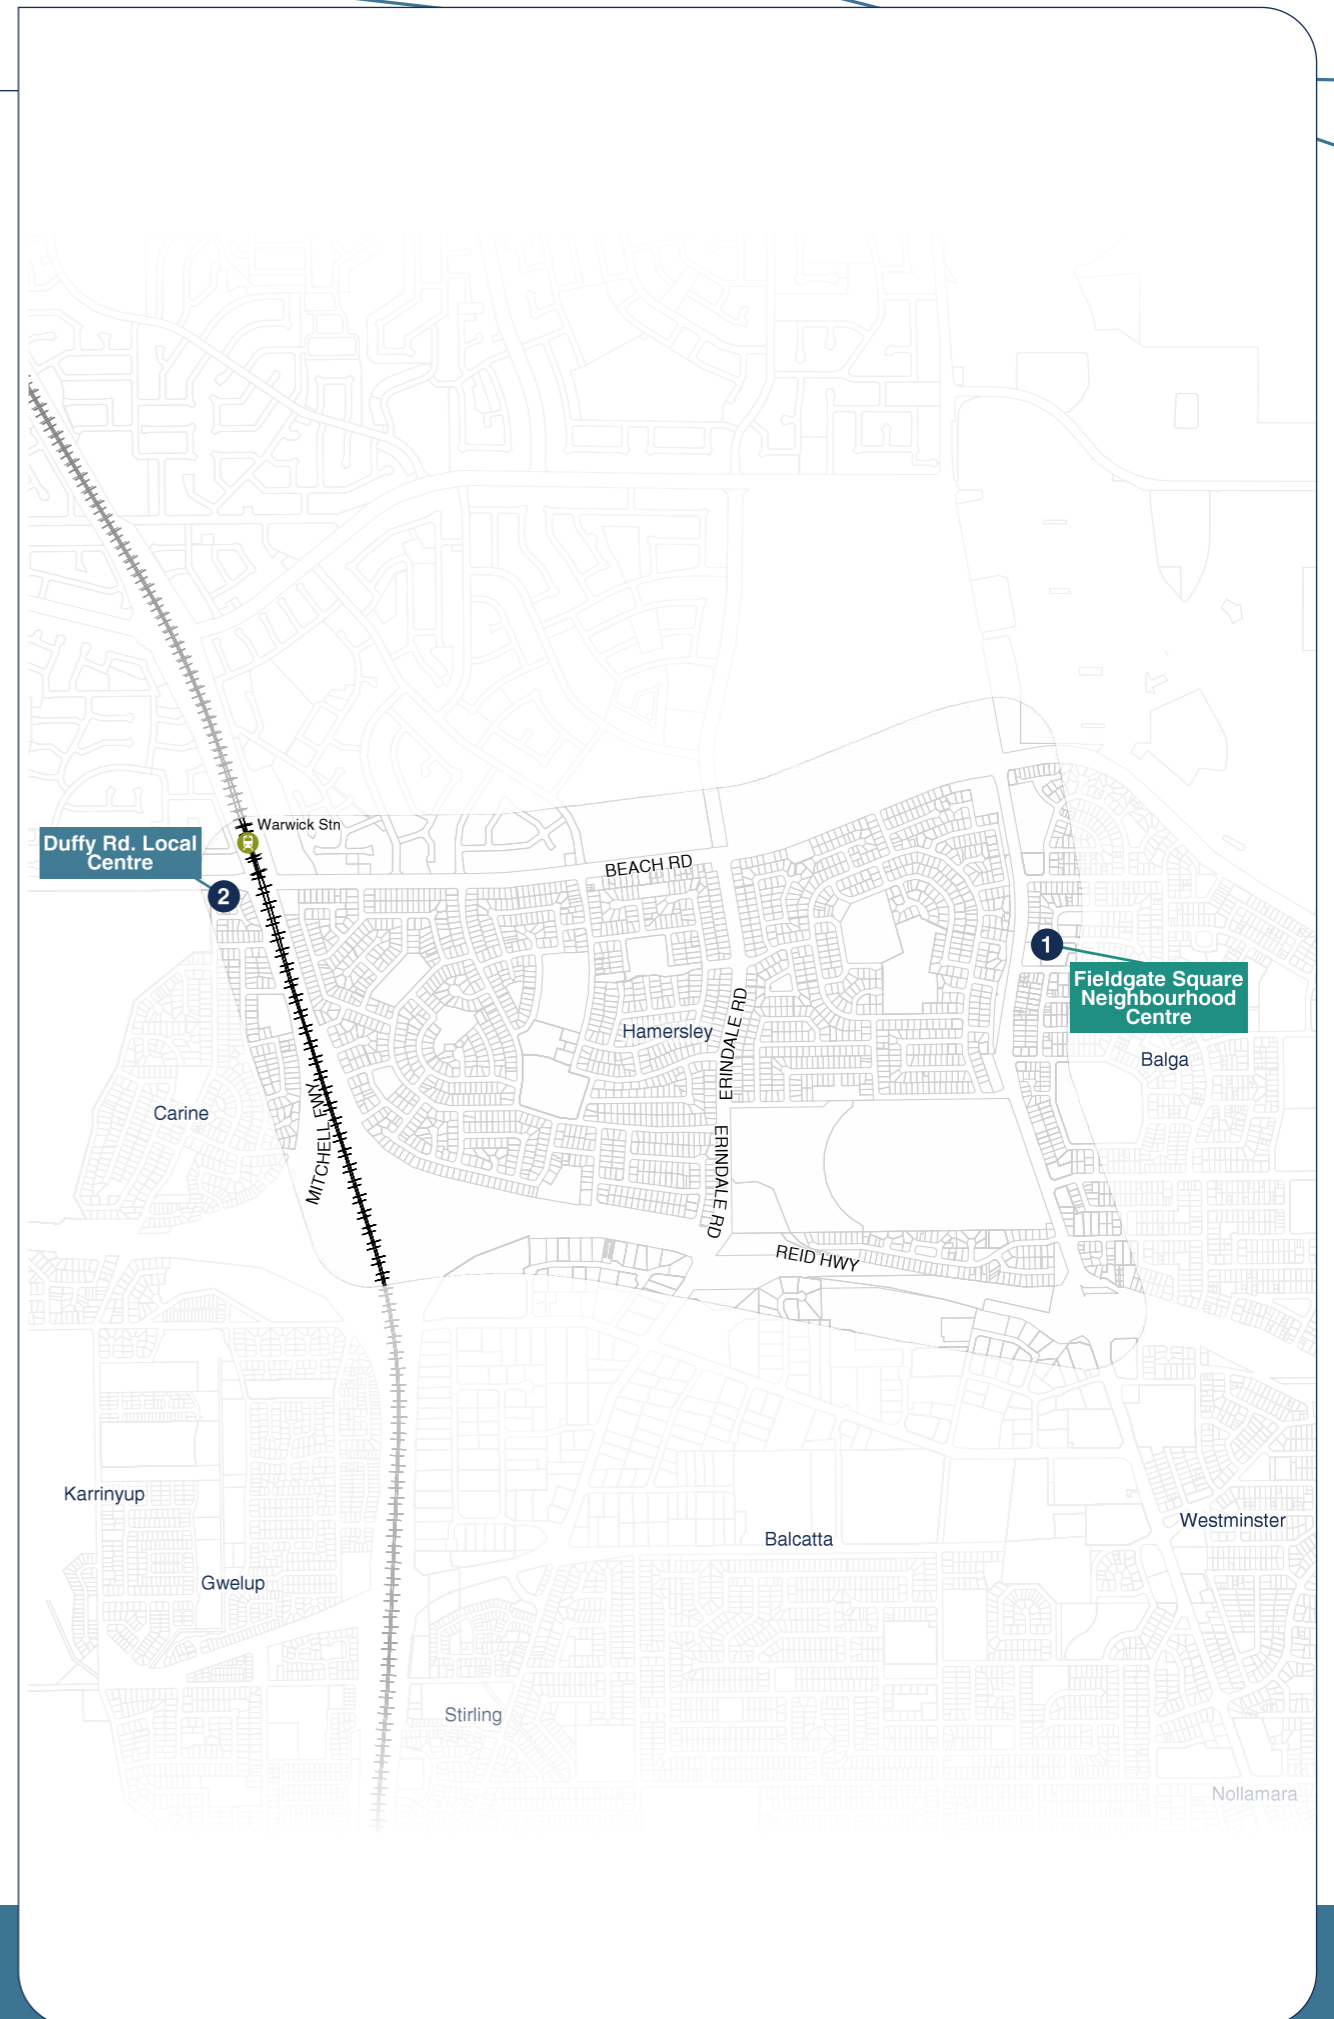 Warwick Stn
Duffy Rd. Local
Centre
2
BEACH RD
1
Fieldgate Square
Neighbourhood
Centre
Hamersley
ERINDALE RD
Balga
Carine
MITCHELL FWY
ERINDALE RD
REID HWY
Karrinyup
Westminster
Balcatta
Gwelup
Stirling
Nollamara